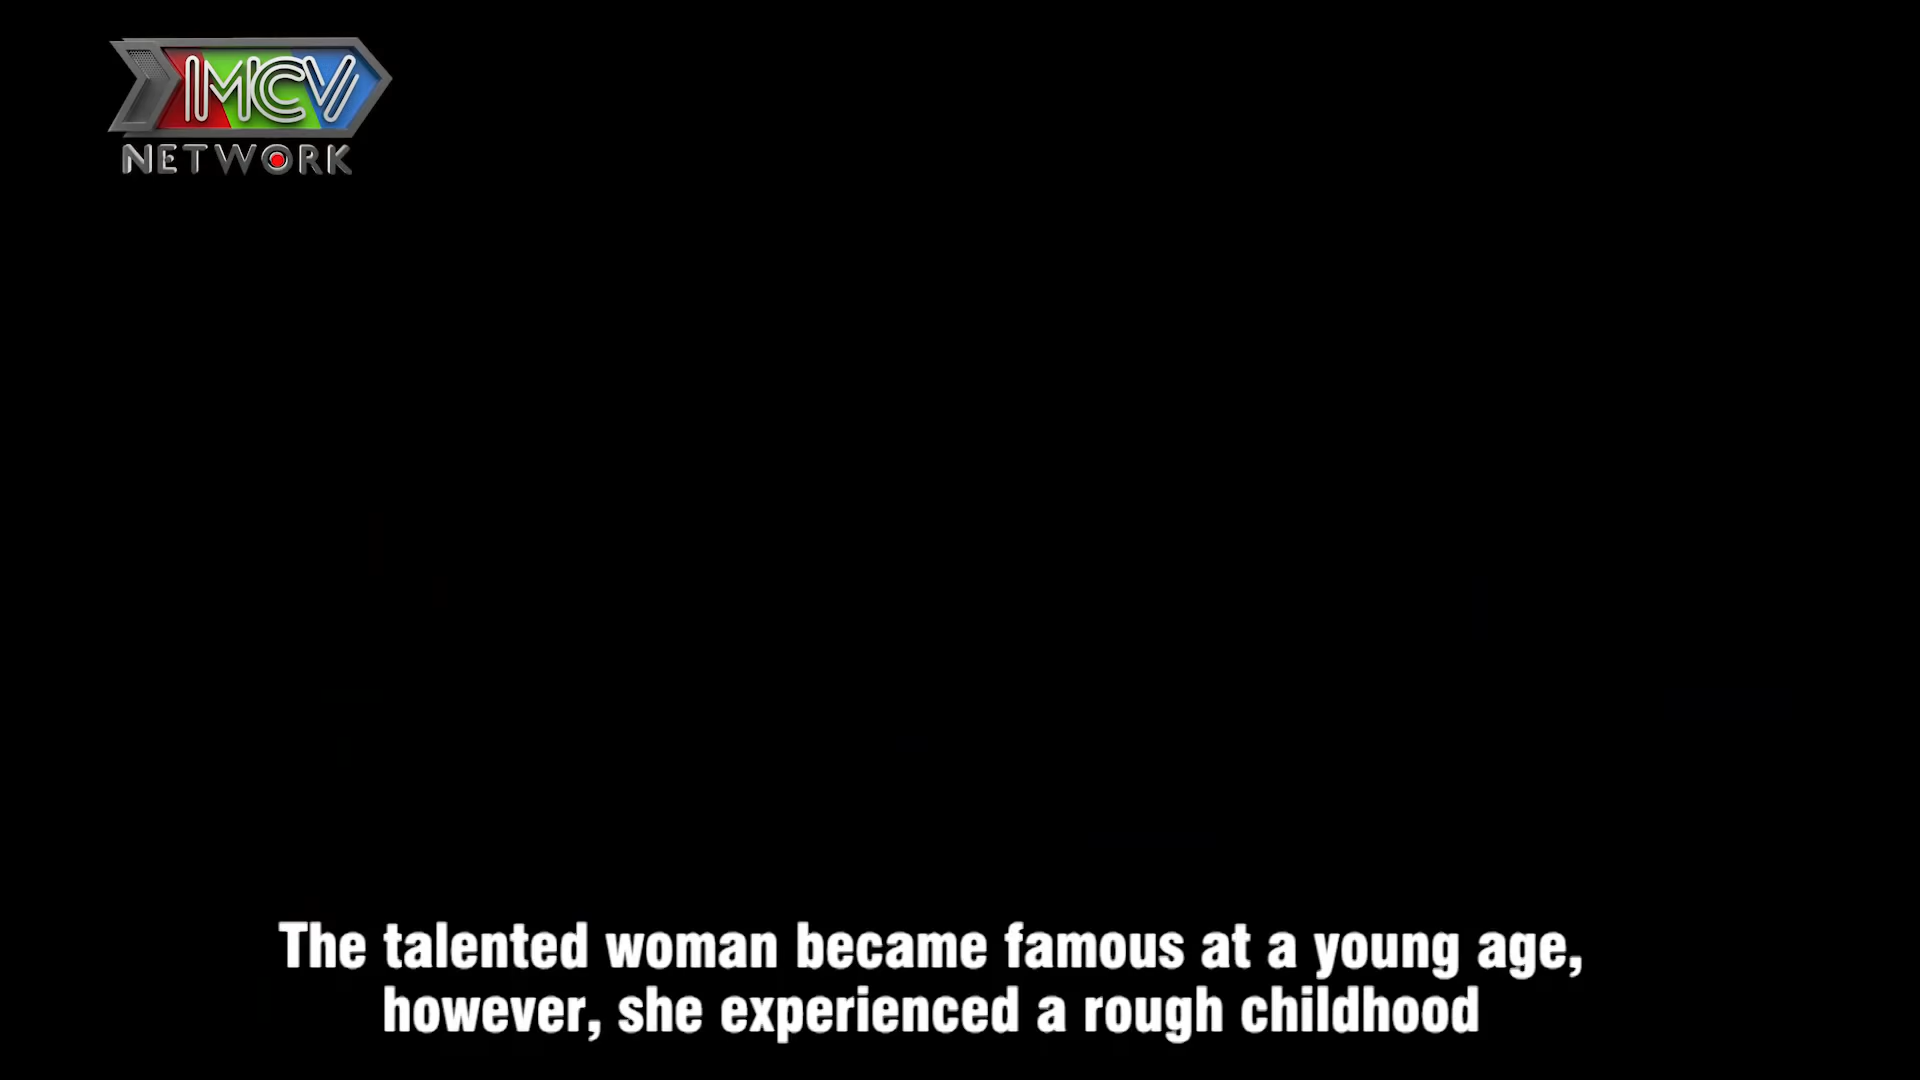 MCV
NETWORK
The talented woman became famous at a young age,
however, she experienced a rough childhood